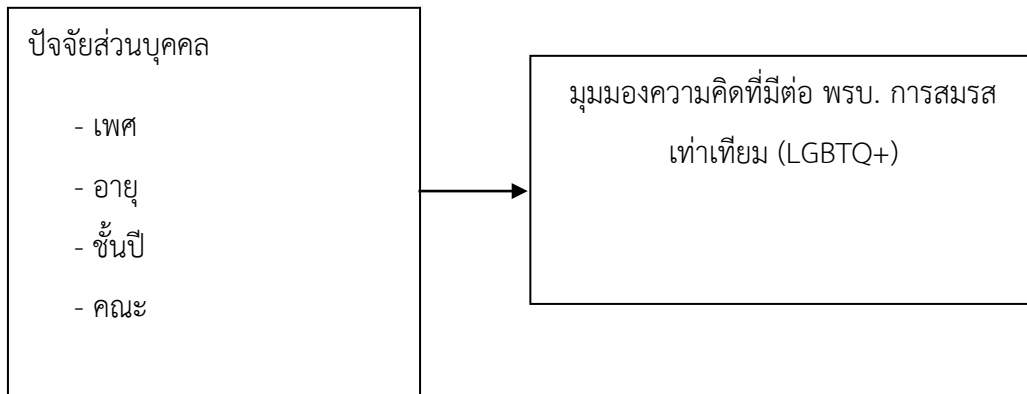 ปัจจัยส่วนบุคคล
- เพศ
- อายุ
- ชั้นปี
- คณะ
มุมมองความคิดที่มีต่อ พรบ. การสมรส
เท่าเทียม (LGBTQ+)